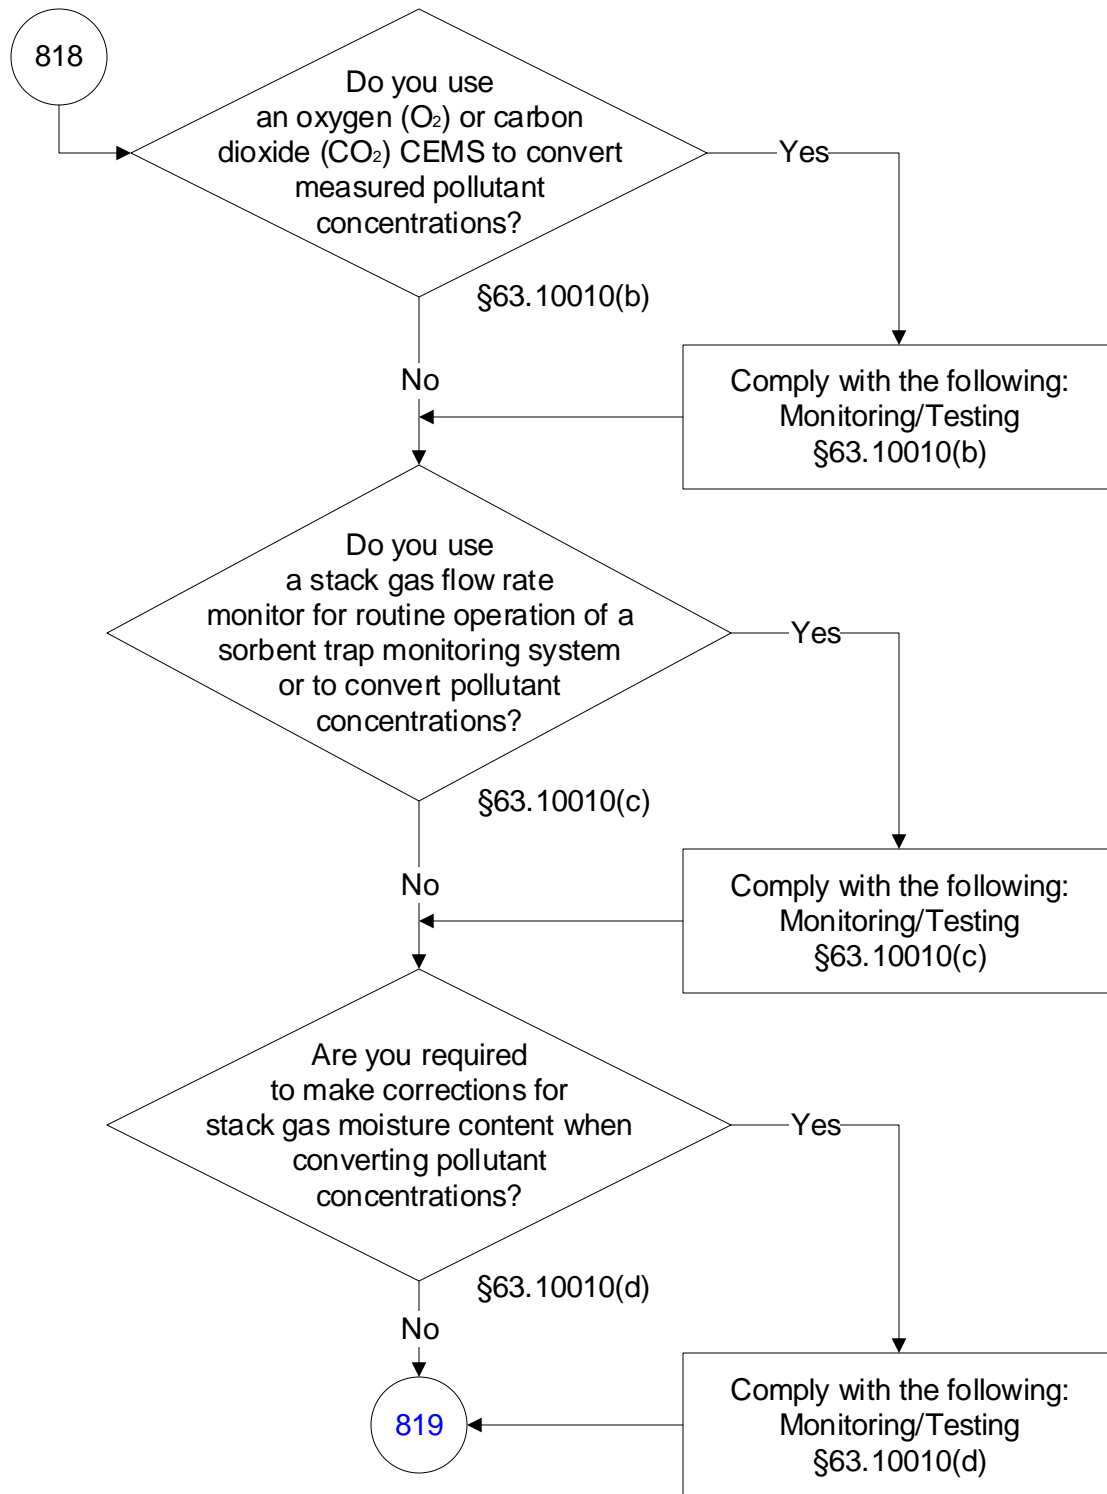 818
Do you use
an oxygen (O₂) or carbon
dioxide (CO₂) CEMS to convert
measured pollutant
concentrations?
Yes
§63.10010(b)
No
Comply with the following:
Monitoring/Testing
§63.10010(b)
Do you use
a stack gas flow rate
monitor for routine operation of a
sorbent trap monitoring system
or to convert pollutant
concentrations?
Yes
§63.10010(c)
No
Comply with the following:
Monitoring/Testing
§63.10010(c)
Are you required
to make corrections for
stack gas moisture content when
converting pollutant
concentrations?
Yes
§63.10010(d)
No
Comply with the following:
Monitoring/Testing
§63.10010(d)
819